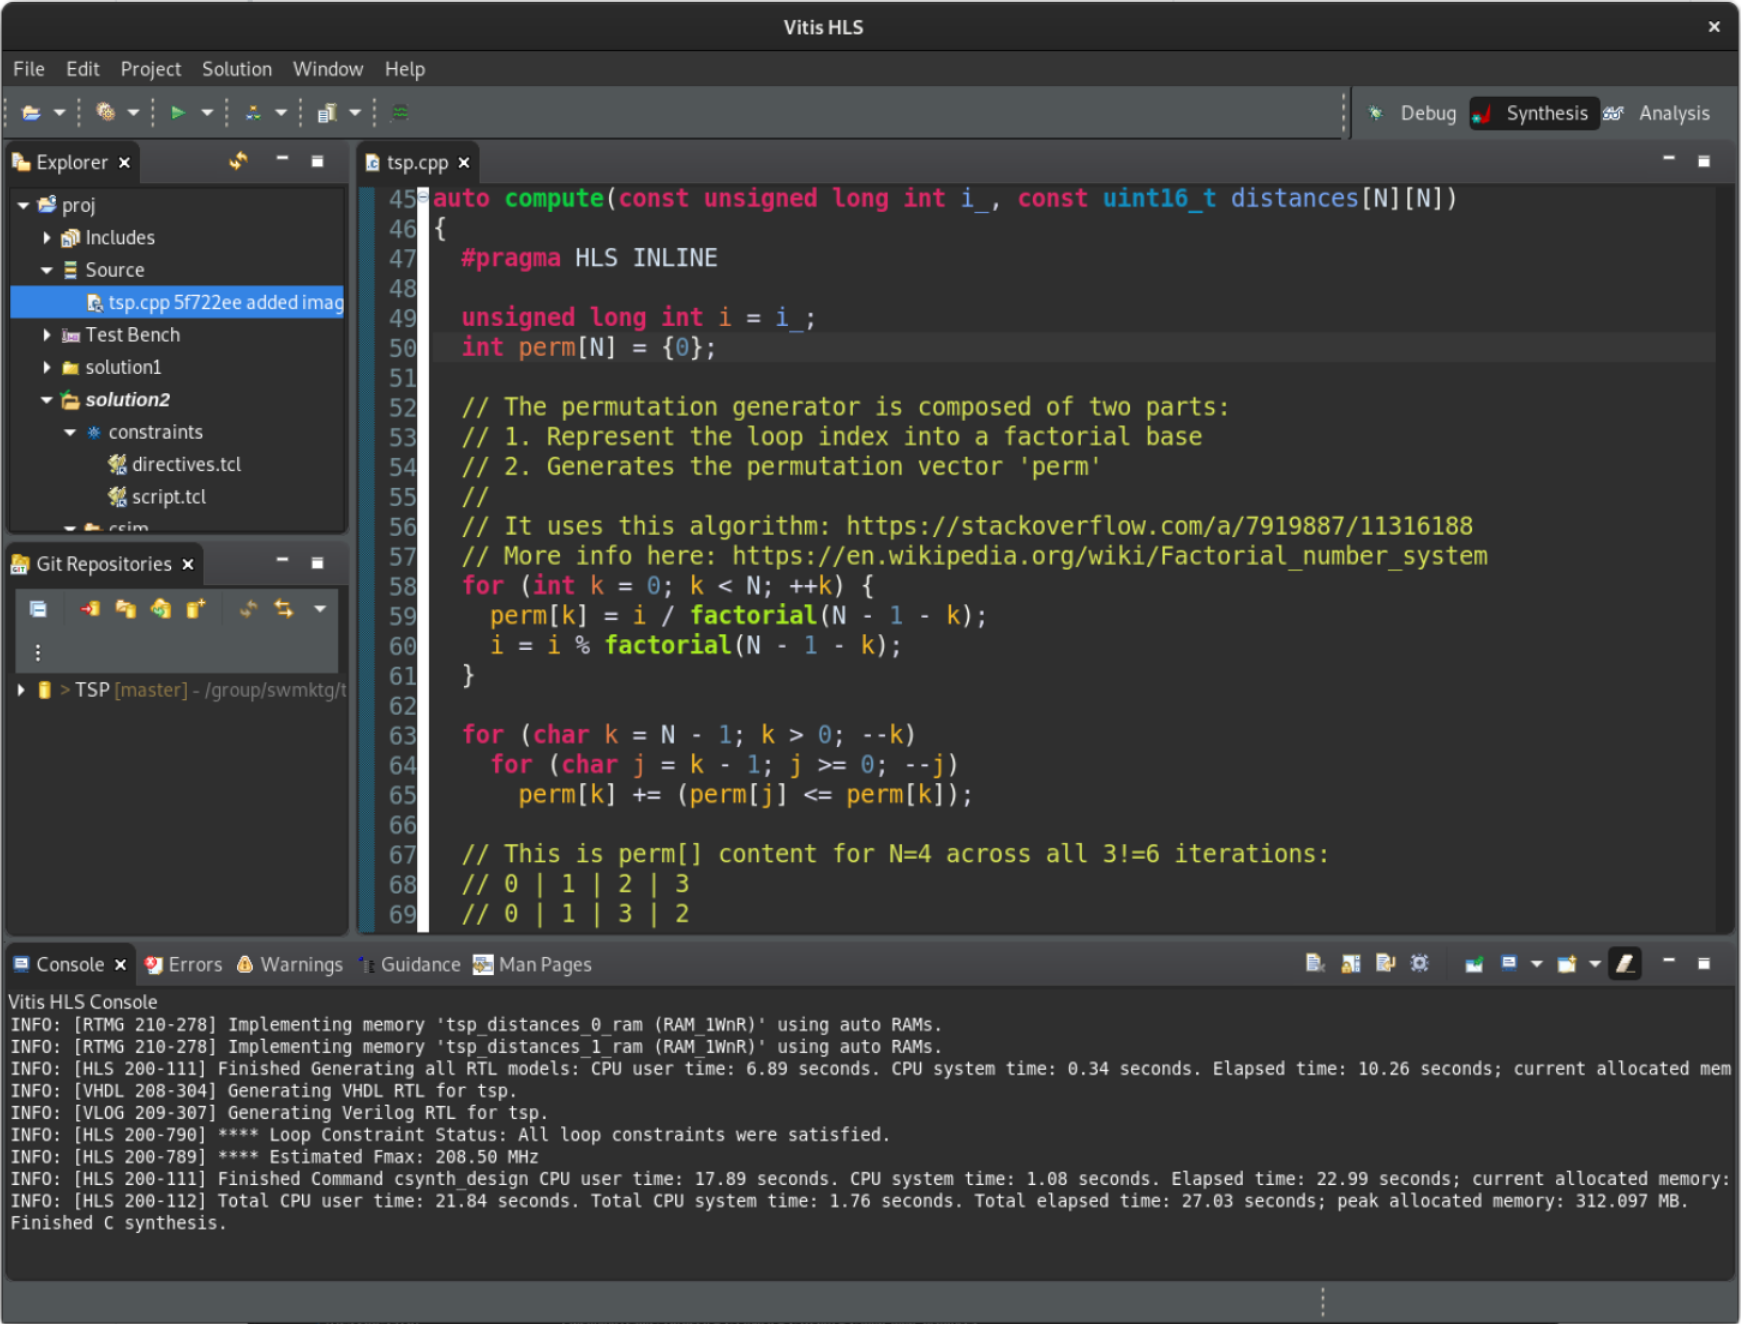 Vitis HLS
File Edit Project Solution Window Help
Debug Synthesis Analysis
Explorer
proj
Includes
Source
tsp.cpp 5f722ee added imag
Test Bench
solution1
solution2
constraints
directives.tcl
script.tcl
csim
Git Repositories
> TSP [master] - /group/swmktg/t
tsp.cpp
45 auto compute(const unsigned long int i_, const uint16_t distances[N][N])
46 {
47 #pragma HLS INLINE
48
49 unsigned long int i = i_;
50 int perm[N] = {0};
51
52 // The permutation generator is composed of two parts:
53 // 1. Represent the loop index into a factorial base
54 // 2. Generates the permutation vector 'perm'
55 //
56 // It uses this algorithm: https://stackoverflow.com/a/7919887/11316188
57 // More info here: https://en.wikipedia.org/wiki/Factorial_number_system
58 for (int k = 0; k < N; ++k) {
59 perm[k] = i / factorial(N - 1 - k);
60 i = i % factorial(N - 1 - k);
61 }
62
63 for (char k = N - 1; k > 0; --k)
64 for (char j = k - 1; j >= 0; --j)
65 perm[k] += (perm[j] <= perm[k]);
66
67 // This is perm[] content for N=4 across all 3!=6 iterations:
68 // 0 | 1 | 2 | 3
69 // 0 | 1 | 3 | 2
Console Errors Warnings Guidance Man Pages
Vitis HLS Console
INFO: [RTMG 210-278] Implementing memory 'tsp_distances_0_ram (RAM_1WnR)' using auto RAMs.
INFO: [RTMG 210-278] Implementing memory 'tsp_distances_1_ram (RAM_1WnR)' using auto RAMs.
INFO: [HLS 200-111] Finished Generating all RTL models: CPU user time: 6.89 seconds. CPU system time: 0.34 seconds. Elapsed time: 10.26 seconds; current allocated mem
INFO: [VHDL 208-304] Generating VHDL RTL for tsp.
INFO: [VLOG 209-307] Generating Verilog RTL for tsp.
INFO: [HLS 200-790] **** Loop Constraint Status: All loop constraints were satisfied.
INFO: [HLS 200-789] **** Estimated Fmax: 208.50 MHz
INFO: [HLS 200-111] Finished Command csynth_design CPU user time: 17.89 seconds. CPU system time: 1.08 seconds. Elapsed time: 22.99 seconds; current allocated memory:
INFO: [HLS 200-112] Total CPU user time: 21.84 seconds. Total CPU system time: 1.76 seconds. Total elapsed time: 27.03 seconds; peak allocated memory: 312.097 MB.
Finished C synthesis.